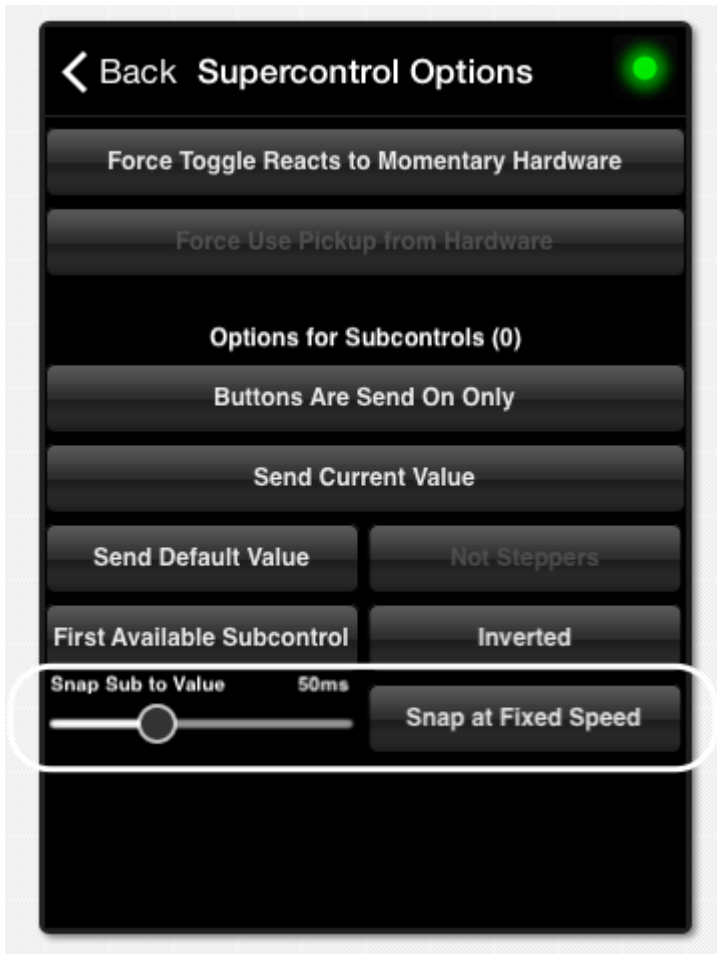 Back Supercontrol Options
Force Toggle Reacts to Momentary Hardware
Force Use Pickup from Hardware
Options for Subcontrols (0)
Buttons Are Send On Only
Send Current Value
Send Default Value Not Steppers
First Available Subcontrol Inverted
Snap Sub to Value 50ms
Snap at Fixed Speed